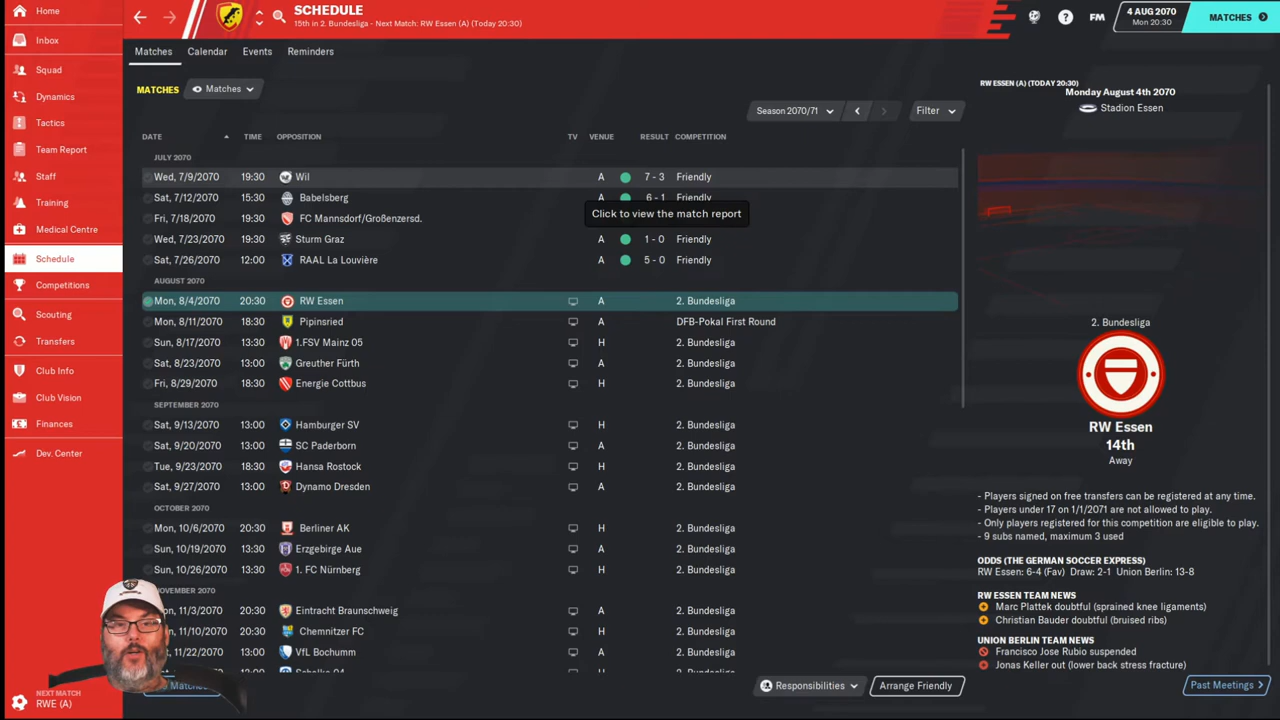 Home
Inbox
Squad
Dynamics
Tactics
Team Report
Staff
Training
Medical Centre
Schedule
Competitions
Scouting
Transfers
Club Info
Club Vision
Finances
Dev. Center
NEXT MATCH
RWE (A)
SCHEDULE
15th in 2. Bundesliga - Next Match: RW Essen (A) (Today 20:30)
FM
4 AUG 2070
Mon 20:30
MATCHES
Matches Calendar Events Reminders
MATCHES Matches
Season 2070/71 Filter
DATE TIME OPPOSITION TV VENUE RESULT COMPETITION
JULY 2070
Wed, 7/9/2070 19:30 Wil A 7 - 3 Friendly
Sat, 7/12/2070 15:30 Babelsberg A 6 - 1 Friendly
Click to view the match report
Fri, 7/18/2070 19:30 FC Mannsdorf/Großenzersd.
Wed, 7/23/2070 19:30 Sturm Graz A 1 - 0 Friendly
Sat, 7/26/2070 12:00 RAAL La Louvière A 5 - 0 Friendly
AUGUST 2070
Mon, 8/4/2070 20:30 RW Essen A 2. Bundesliga
Mon, 8/11/2070 18:30 Pipinsried A DFB-Pokal First Round
Sun, 8/17/2070 13:30 1.FSV Mainz 05 H 2. Bundesliga
Sat, 8/23/2070 13:00 Greuther Fürth A 2. Bundesliga
Fri, 8/29/2070 18:30 Energie Cottbus H 2. Bundesliga
SEPTEMBER 2070
Sat, 9/13/2070 13:00 Hamburger SV H 2. Bundesliga
Sat, 9/20/2070 13:00 SC Paderborn A 2. Bundesliga
Tue, 9/23/2070 18:30 Hansa Rostock H 2. Bundesliga
Sat, 9/27/2070 13:00 Dynamo Dresden A 2. Bundesliga
OCTOBER 2070
Mon, 10/6/2070 20:30 Berliner AK H 2. Bundesliga
Sun, 10/19/2070 13:30 Erzgebirge Aue A 2. Bundesliga
Sun, 10/26/2070 13:30 1. FC Nürnberg H 2. Bundesliga
NOVEMBER 2070
Mon, 11/3/2070 20:30 Eintracht Braunschweig A 2. Bundesliga
Mon, 11/10/2070 20:30 Chemnitzer FC H 2. Bundesliga
11/22/2070 13:00 VfL Bochum A 2. Bundesliga
Schalke 04
Responsibilities Arrange Friendly
RW ESSEN (A) (TODAY 20:30)
Monday August 4th 2070
Stadion Essen
2. Bundesliga
RW Essen
14th
Away
- Players signed on free transfers can be registered at any time.
- Players under 17 on 1/1/2071 are not allowed to play.
- Only players registered for this competition are eligible to play.
- 9 subs named, maximum 3 used
ODDS (THE GERMAN SOCCER EXPRESS)
RW Essen: 6-4 (Fav) Draw: 2-1 Union Berlin: 13-8
RW ESSEN TEAM NEWS
Marc Plattek doubtful (sprained knee ligaments)
Christian Bauder doubtful (bruised ribs)
UNION BERLIN TEAM NEWS
Francisco Jose Rubio suspended
Jonas Keller out (lower back stress fracture)
Past Meetings